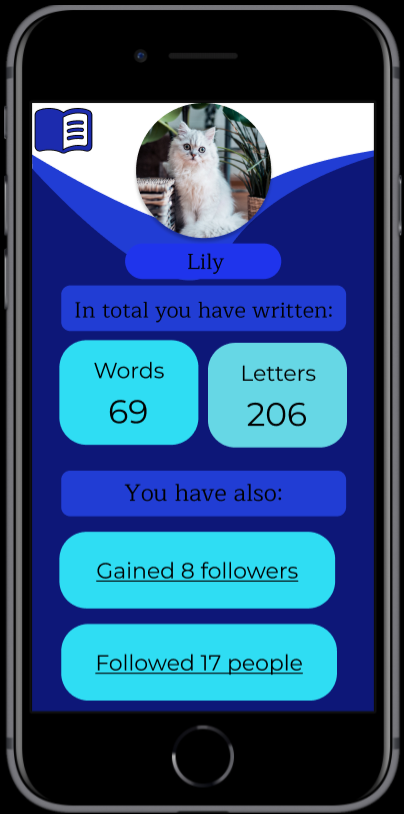 Lily
In total you have written:
Words
69
Letters
206
You have also:
Gained 8 followers
Followed 17 people